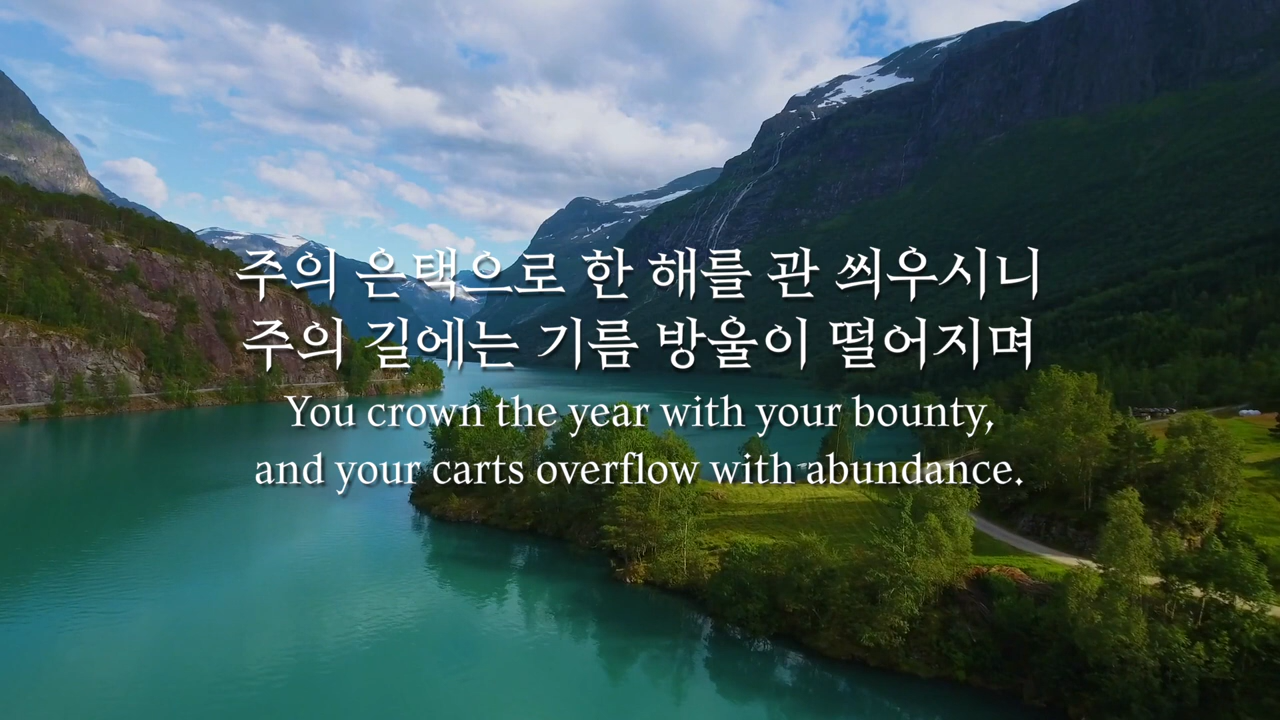 주의 은택으로 한 해를 관 씌우시니
주의 길에는 기름 방울이 떨어지며
You crown the year with your bounty,
and your carts overflow with abundance.